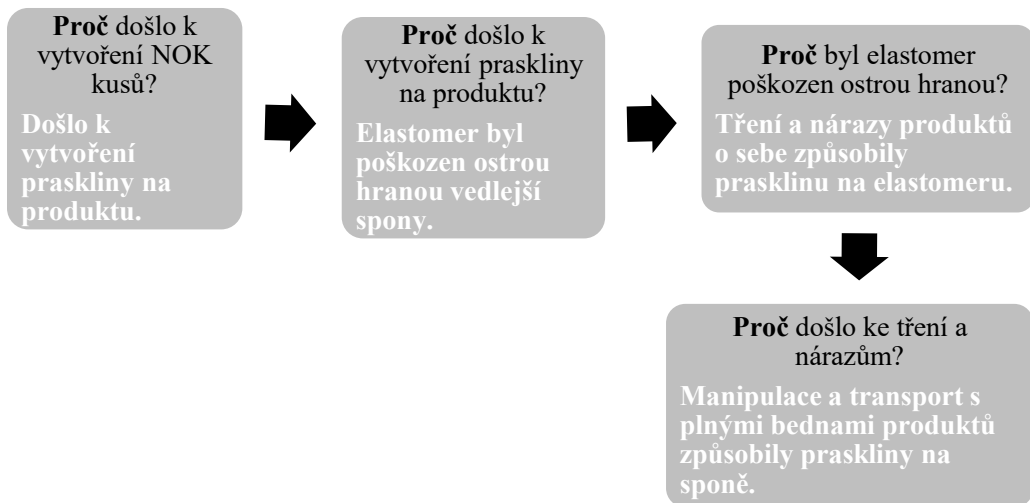 Proč došlo k
vytvoření NOK
kusů?
Došlo k
vytvoření
praskliny na
produktu.
Proč došlo k
vytvoření praskliny
na produktu?
Elastomer byl
poškozen ostrou
hranou vedlejší
spony.
Proč byl elastomer
poškozen ostrou hranou?
Tření a nárazy produktů
o sebe způsobily
prasklinu na elastomeru.
Proč došlo ke tření a
nárazům?
Manipulace a transport s
plnými bednami produktů
způsobily praskliny na
sponě.